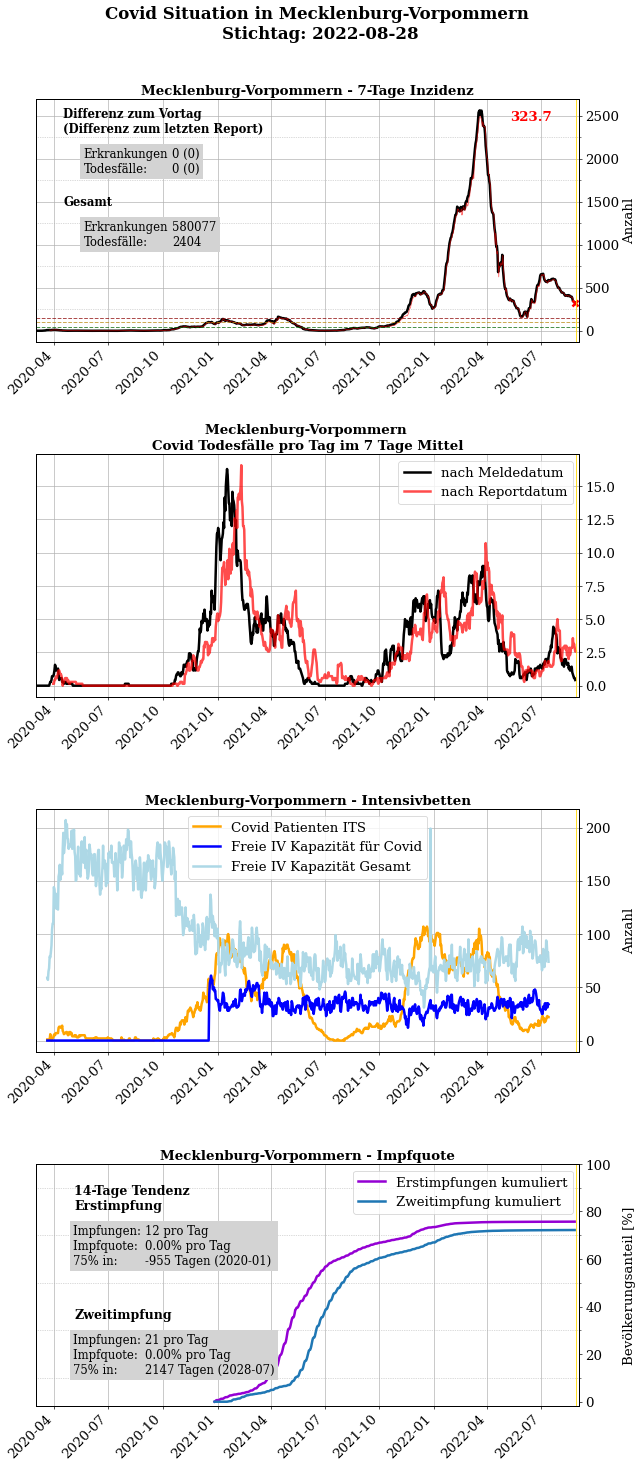 Covid Situation in Mecklenburg-Vorpommern
Stichtag: 2022-08-28
Mecklenburg-Vorpommern - 7-Tage Inzidenz
Differenz zum Vortag
(Differenz zum letzten Report)
Erkrankungen 0 (0)
Todesfälle: 0 (0)
Gesamt
Erkrankungen 580077
Todesfälle: 2404
323.7
2500
2000
1500
1000
500
0
Anzahl
2020-04
2020-07
2020-10
2021-01
2021-04
2021-07
2021-10
2022-01
2022-04
2022-07
Mecklenburg-Vorpommern
Covid Todesfälle pro Tag im 7 Tage Mittel
nach Meldedatum
nach Reportdatum
15.0
12.5
10.0
7.5
5.0
2.5
0.0
2020-04
2020-07
2020-10
2021-01
2021-04
2021-07
2021-10
2022-01
2022-04
2022-07
Mecklenburg-Vorpommern - Intensivbetten
Covid Patienten ITS
Freie IV Kapazität für Covid
Freie IV Kapazität Gesamt
200
150
100
50
0
Anzahl
2020-04
2020-07
2020-10
2021-01
2021-04
2021-07
2021-10
2022-01
2022-04
2022-07
Mecklenburg-Vorpommern - Impfquote
14-Tage Tendenz
Erstimpfung
Impfungen: 12 pro Tag
Impfquote: 0.00% pro Tag
75% in: -955 Tagen (2020-01)
Zweitimpfung
Impfungen: 21 pro Tag
Impfquote: 0.00% pro Tag
75% in: 2147 Tagen (2028-07)
Erstimpfungen kumuliert
Zweitimpfung kumuliert
100
80
60
40
20
0
Bevölkerungsanteil [%]
2020-04
2020-07
2020-10
2021-01
2021-04
2021-07
2021-10
2022-01
2022-04
2022-07